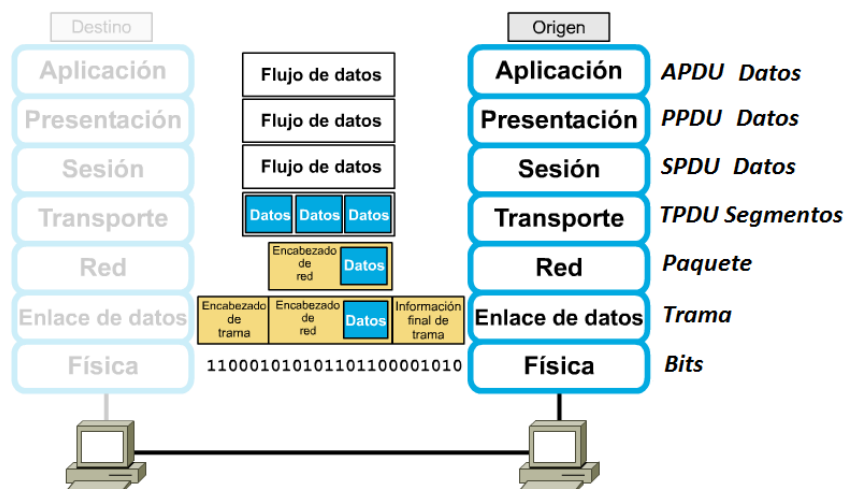 Destino
Origen
Aplicación
Flujo de datos
Aplicación
APDU Datos
Presentación
Flujo de datos
Presentación
PPDU Datos
Sesión
Flujo de datos
Sesión
SPDU Datos
Transporte
Datos Datos Datos
Transporte
TPDU Segmentos
Red
Encabezado
de
red
Datos
Red
Paquete
Enlace de datos
Encabezado
de
trama
Encabezado
de
red
Datos
Información
final de
trama
Enlace de datos
Trama
Física
110001010101101100001010
Física
Bits